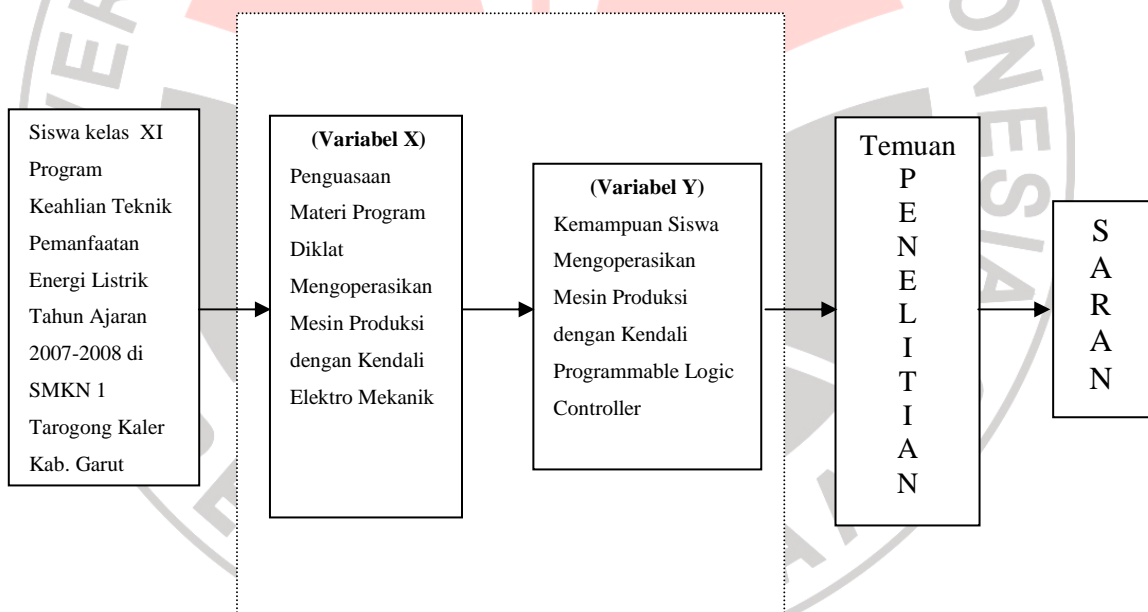 Siswa kelas XI
Program
Keahlian Teknik
Pemanfaatan
Energi Listrik
Tahun Ajaran
2007-2008 di
SMKN 1
Tarogong Kaler
Kab. Garut
(Variabel X)
Penguasaan
Materi Program
Diklat
Mengoperasikan
Mesin Produksi
dengan Kendali
Elektro Mekanik
(Variabel Y)
Kemampuan Siswa
Mengoperasikan
Mesin Produksi
dengan Kendali
Programmable Logic
Controller
Temuan
P
E
N
E
L
I
T
I
A
N
S
A
R
A
N
ONESIA